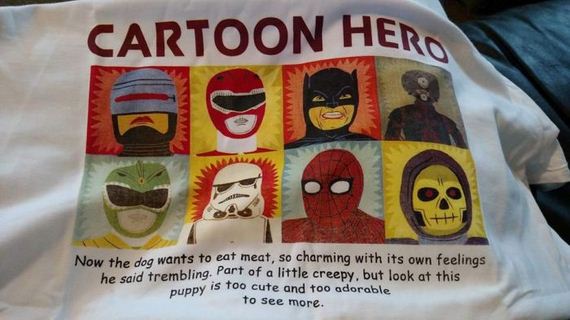 CARTOON HERO
Now the dog wants to eat meat, so charming with its own feelings
he said trembling. Part of a little creepy, but look at this
puppy is too cute and too adorable
to see more.